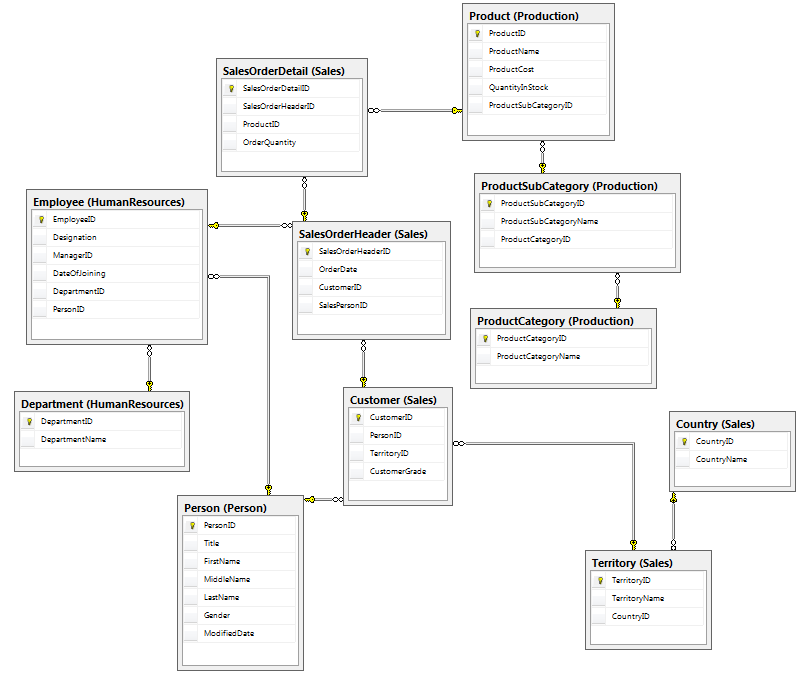 Product (Production)
ProductID
ProductName
ProductCost
QuantityInStock
ProductSubCategoryID
SalesOrderDetail (Sales)
SalesOrderDetailID
SalesOrderHeaderID
ProductID
OrderQuantity
ProductSubCategory (Production)
ProductSubCategoryID
ProductSubCategoryName
ProductCategoryID
Employee (HumanResources)
EmployeeID
Designation
ManagerID
DateOfJoining
DepartmentID
PersonID
SalesOrderHeader (Sales)
SalesOrderHeaderID
OrderDate
CustomerID
SalesPersonID
ProductCategory (Production)
ProductCategoryID
ProductCategoryName
Department (HumanResources)
DepartmentID
DepartmentName
Customer (Sales)
CustomerID
PersonID
TerritoryID
CustomerGrade
Country (Sales)
CountryID
CountryName
Person (Person)
PersonID
Title
FirstName
MiddleName
LastName
Gender
ModifiedDate
Territory (Sales)
TerritoryID
TerritoryName
CountryID